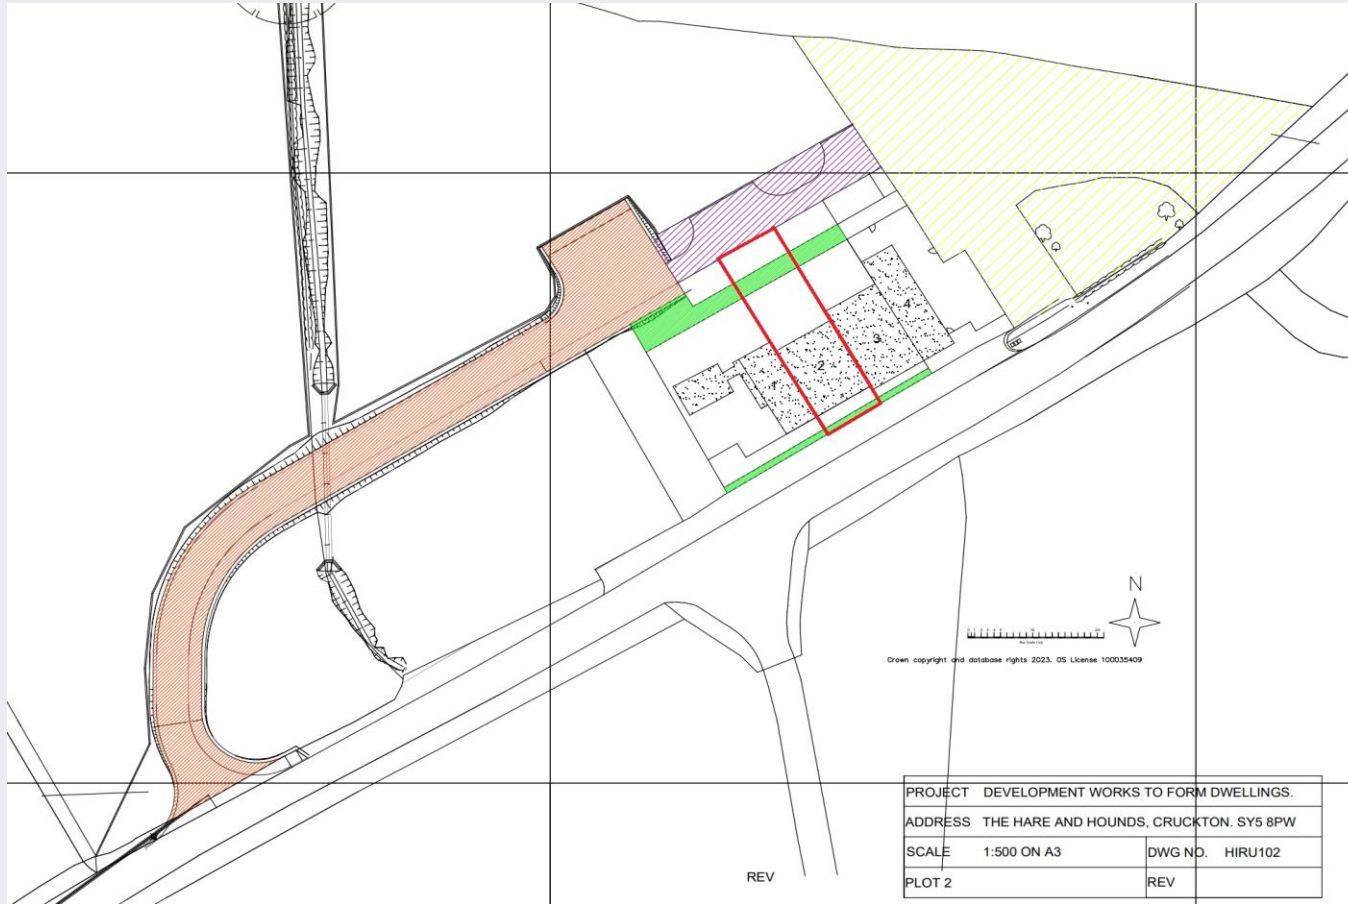 1
2
3
4
N
Crown copyright and database rights 2023. OS License 100035409
REV
PROJECT DEVELOPMENT WORKS TO FORM DWELLINGS.
ADDRESS THE HARE AND HOUNDS, CRUCKTON. SY5 8PW
SCALE 1:500 ON A3
DWG NO. HIRU102
PLOT 2
REV